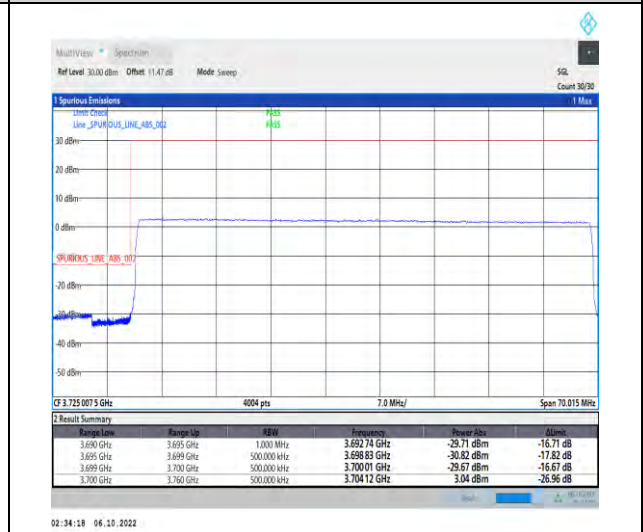 MultiView Spectrum
Ref Level 30.00 dBm Offset 11.47 dB Mode Sweep SGL
Count 30/30
1 Spurious Emissions 1 Max
Limit Check PASS
Line _SPURIOUS_LINE_ABS_002 PASS
30 dBm
20 dBm
10 dBm
0 dBm
_SPURIOUS_LINE_ABS_002
-20 dBm
-30 dBm
-40 dBm
-50 dBm
CF 3.725 007 5 GHz 4004 pts 7.0 MHz/ Span 70.015 MHz
2 Result Summary
Range Low Range Up RBW Frequency Power Abs ΔLimit
3.690 GHz 3.695 GHz 1.000 MHz 3.692 74 GHz -29.71 dBm -16.71 dB
3.695 GHz 3.699 GHz 500.000 kHz 3.698 83 GHz -30.82 dBm -17.82 dB
3.699 GHz 3.700 GHz 500.000 kHz 3.700 01 GHz -29.67 dBm -16.67 dB
3.700 GHz 3.760 GHz 500.000 kHz 3.704 12 GHz 3.04 dBm -26.96 dB
02:34:18 06.10.2022